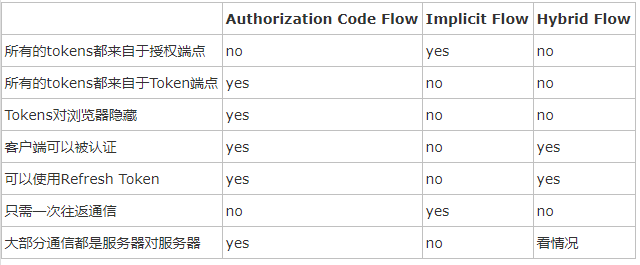 Authorization Code Flow Implicit Flow Hybrid Flow
所有的tokens都来自于授权端点 no yes no
所有的tokens都来自于Token端点 yes no no
Tokens对浏览器隐藏 yes no no
客户端可以被认证 yes no yes
可以使用Refresh Token yes no yes
只需一次往返通信 no yes no
大部分通信都是服务器对服务器 yes no 看情况